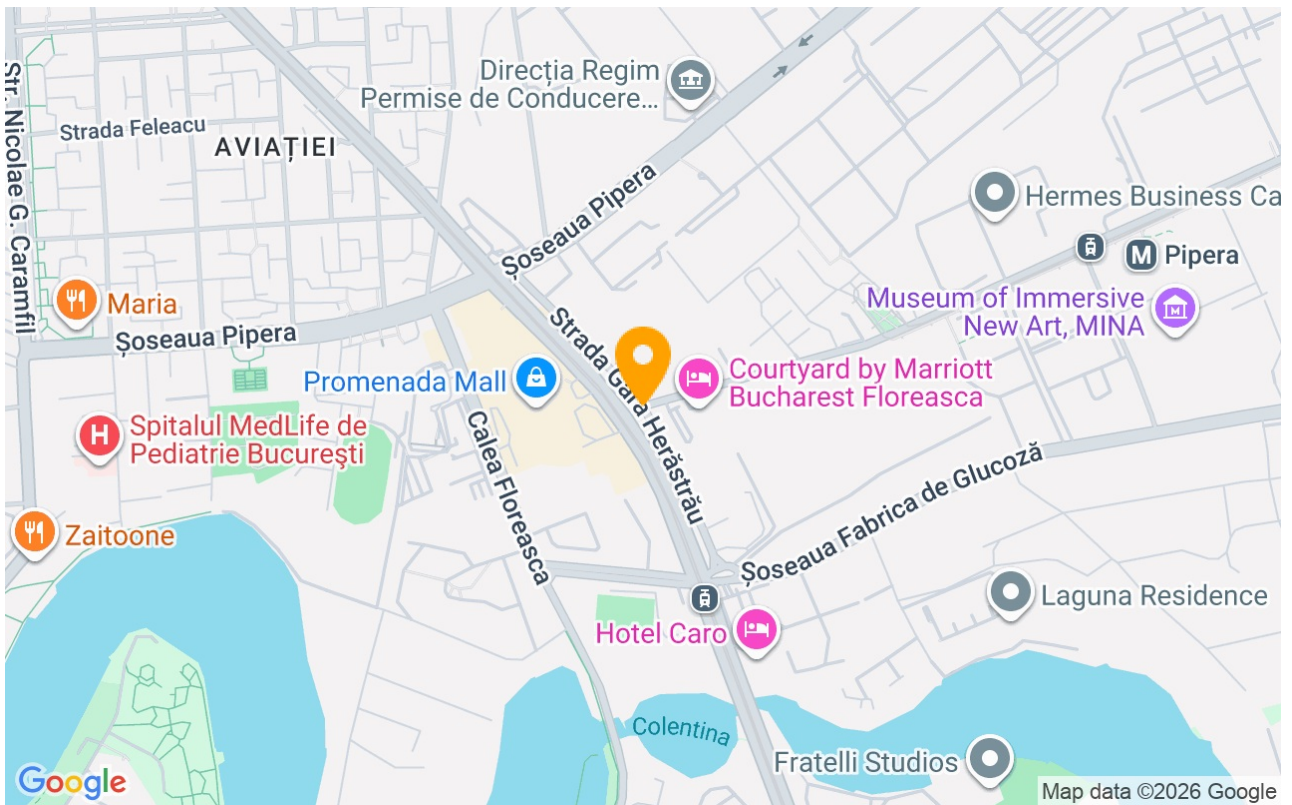 Direcția Regim
Permise de Conducere...
Str. Nicolae G. Caramfil
Strada Feleacu
AVIAȚIEI
Șoseaua Pipera
Hermes Business Ca
M Pipera
Maria
Șoseaua Pipera
Museum of Immersive
New Art, MINA
Strada Gara Herăstrău
Promenada Mall
Courtyard by Marriott
Bucharest Floreasca
H
Spitalul MedLife de
Pediatrie București
Calea Floreasca
Șoseaua Fabrica de Glucoză
Zaitoone
Laguna Residence
Hotel Caro
Colentina
Fratelli Studios
Google
Map data ©2026 Google